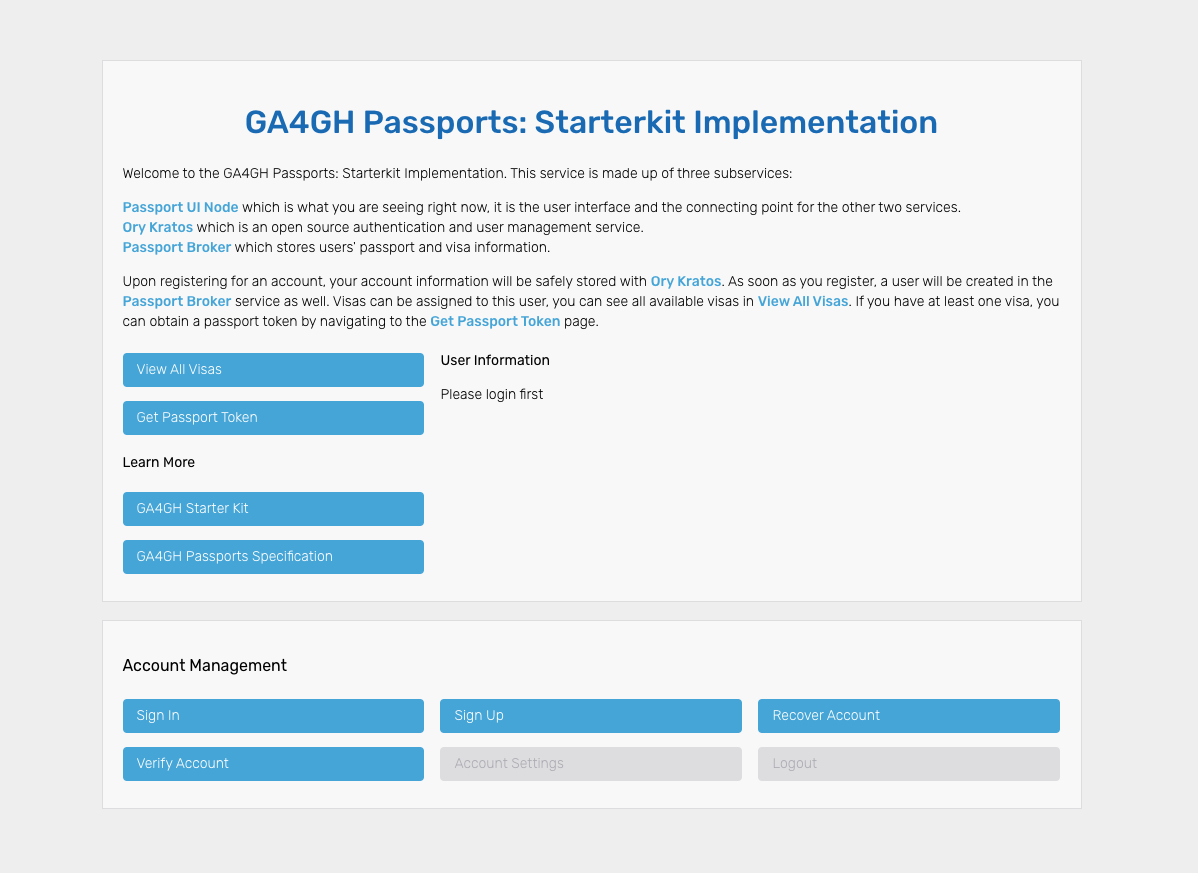 GA4GH Passports: Starterkit Implementation
Welcome to the GA4GH Passports: Starterkit Implementation. This service is made up of three subservices:
Passport UI Node which is what you are seeing right now, it is the user interface and the connecting point for the other two services.
Ory Kratos which is an open source authentication and user management service.
Passport Broker which stores users' passport and visa information.
Upon registering for an account, your account information will be safely stored with Ory Kratos. As soon as you register, a user will be created in the
Passport Broker service as well. Visas can be assigned to this user, you can see all available visas in View All Visas. If you have at least one visa, you
can obtain a passport token by navigating to the Get Passport Token page.
View All Visas
Get Passport Token
User Information
Please login first
Learn More
GA4GH Starter Kit
GA4GH Passports Specification
Account Management
Sign In
Sign Up
Recover Account
Verify Account
Account Settings
Logout